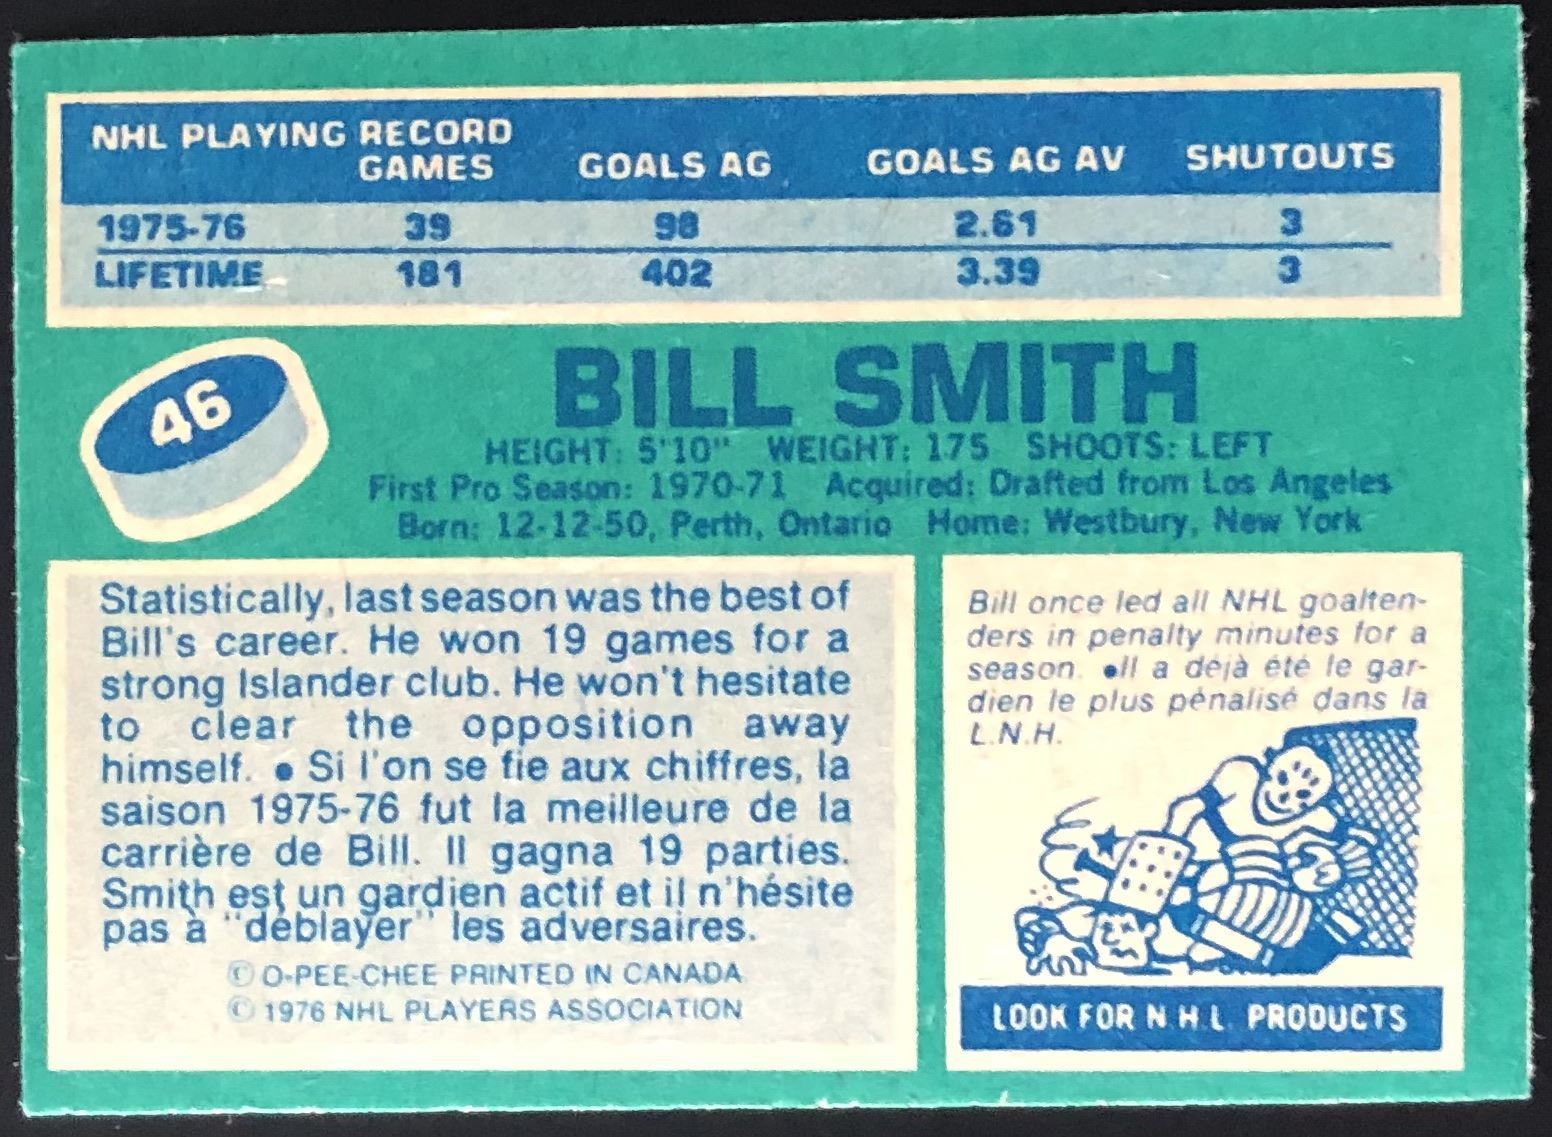 NHL PLAYING RECORD
GAMES GOALS AG GOALS AG AV SHUTOUTS
1975-76 39 98 2.61 3
LIFETIME 181 402 3.39 3
46
BILL SMITH
HEIGHT: 5'10" WEIGHT: 175 SHOOTS: LEFT
First Pro Season: 1970-71 Acquired: Drafted from Los Angeles
Born: 12-12-50, Perth, Ontario Home: Westbury, New York
Statistically, last season was the best of
Bill's career. He won 19 games for a
strong Islander club. He won't hesitate
to clear the opposition away
himself. ● Si l'on se fie aux chiffres, la
saison 1975-76 fut la meilleure de la
carrière de Bill. Il gagna 19 parties.
Smith est un gardien actif et il n'hésite
pas à "déblayer" les adversaires.
© O-PEE-CHEE PRINTED IN CANADA
© 1976 NHL PLAYERS ASSOCIATION
Bill once led all NHL goalten-
ders in penalty minutes for a
season. ●Il a déjà été le gar-
dien le plus pénalisé dans la
L.N.H.
LOOK FOR N H L PRODUCTS